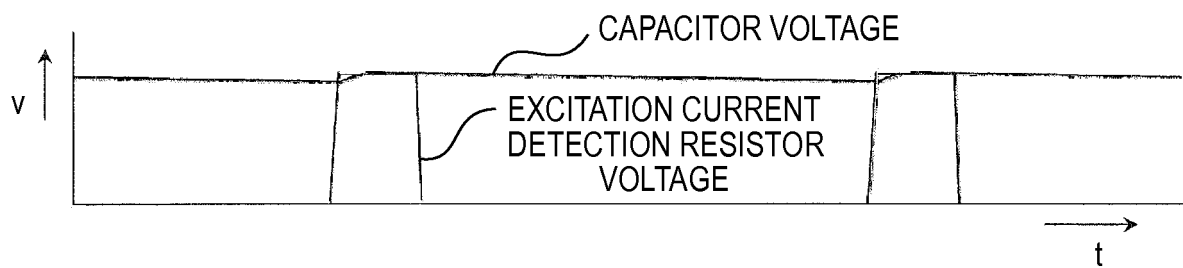 CAPACITOR VOLTAGE
V
EXCITATION CURRENT
DETECTION RESISTOR
VOLTAGE
t